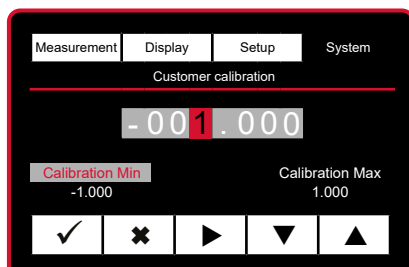 Measurement Display Setup System
Customer calibration
-001.000
Calibration Min Calibration Max
-1.000 1.000